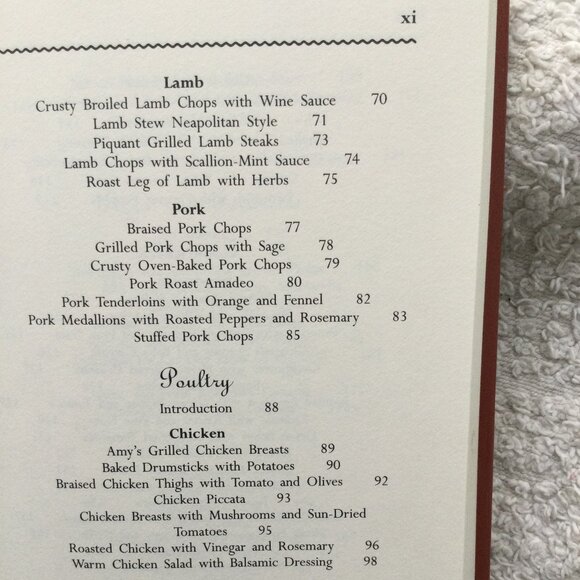 xi
Lamb
Crusty Broiled Lamb Chops with Wine Sauce 70
Lamb Stew Neapolitan Style 71
Piquant Grilled Lamb Steaks 73
Lamb Chops with Scallion-Mint Sauce 74
Roast Leg of Lamb with Herbs 75
Pork
Braised Pork Chops 77
Grilled Pork Chops with Sage 78
Crusty Oven-Baked Pork Chops 79
Pork Roast Amadeo 80
Pork Tenderloins with Orange and Fennel 82
Pork Medallions with Roasted Peppers and Rosemary 83
Stuffed Pork Chops 85
Poultry
Introduction 88
Chicken
Amy's Grilled Chicken Breasts 89
Baked Drumsticks with Potatoes 90
Braised Chicken Thighs with Tomato and Olives 92
Chicken Piccata 93
Chicken Breasts with Mushrooms and Sun-Dried
Tomatoes 95
Roasted Chicken with Vinegar and Rosemary 96
Warm Chicken Salad with Balsamic Dressing 98